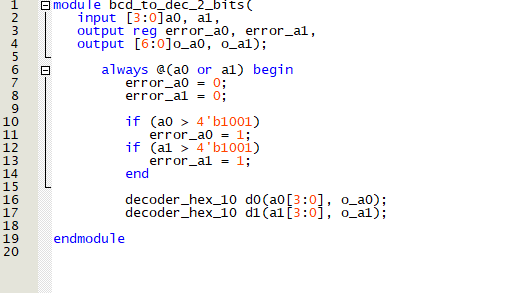 1 module bcd_to_dec_2_bits(
2 input [3:0]a0, a1,
3 output reg error_a0, error_a1,
4 output [6:0]o_a0, o_a1);
5
6 always @(a0 or a1) begin
7 error_a0 = 0;
8 error_a1 = 0;
9
10 if (a0 > 4'b1001)
11 error_a0 = 1;
12 if (a1 > 4'b1001)
13 error_a1 = 1;
14 end
15
16 decoder_hex_10 d0(a0[3:0], o_a0);
17 decoder_hex_10 d1(a1[3:0], o_a1);
18
19 endmodule
20